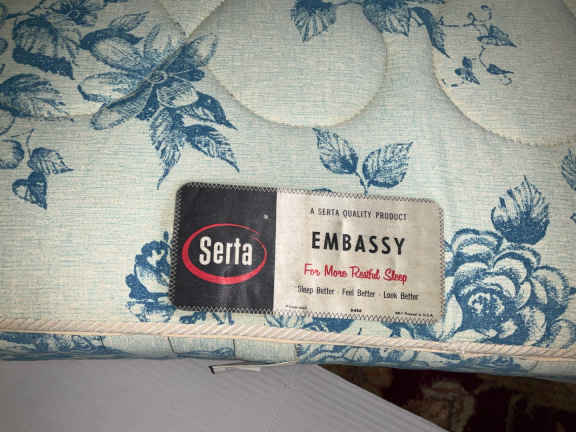 A SERTA QUALITY PRODUCT
Serta®
EMBASSY
For More Restful Sleep
Sleep Better · Feel Better · Look Better